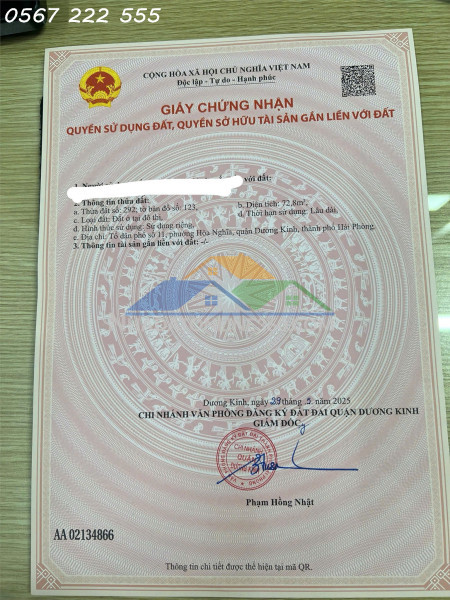 0567 222 555
CỘNG HÒA XÃ HỘI CHỦ NGHĨA VIỆT NAM
Độc lập - Tự do - Hạnh phúc
GIẤY CHỨNG NHẬN
QUYỀN SỬ DỤNG ĐẤT, QUYỀN SỞ HỮU TÀI SẢN GẮN LIỀN VỚI ĐẤT
1. Người với đất:
2. Thông tin thửa đất:
a. Thửa đất số: 292; tờ bản đồ số: 123, b. Diện tích: 72,8m²,
c. Loại đất: Đất ở tại đô thị, d. Thời hạn sử dụng: Lâu dài,
đ. Hình thức sử dụng: Sử dụng riêng,
e. Địa chỉ: Tổ dân phố số 11, phường Hòa Nghĩa, quận Dương Kinh, thành phố Hải Phòng.
3. Thông tin tài sản gắn liền với đất: -/-
Dương Kinh, ngày tháng 5 năm 2025
CHI NHÁNH VĂN PHÒNG ĐĂNG KÝ ĐẤT ĐAI QUẬN DƯƠNG KINH
GIÁM ĐỐC
CHI NHÁNH
QUẬN
DƯƠNG KINH
Phạm Hồng Nhật
AA 02134866
Thông tin chi tiết được thể hiện tại mã QR.